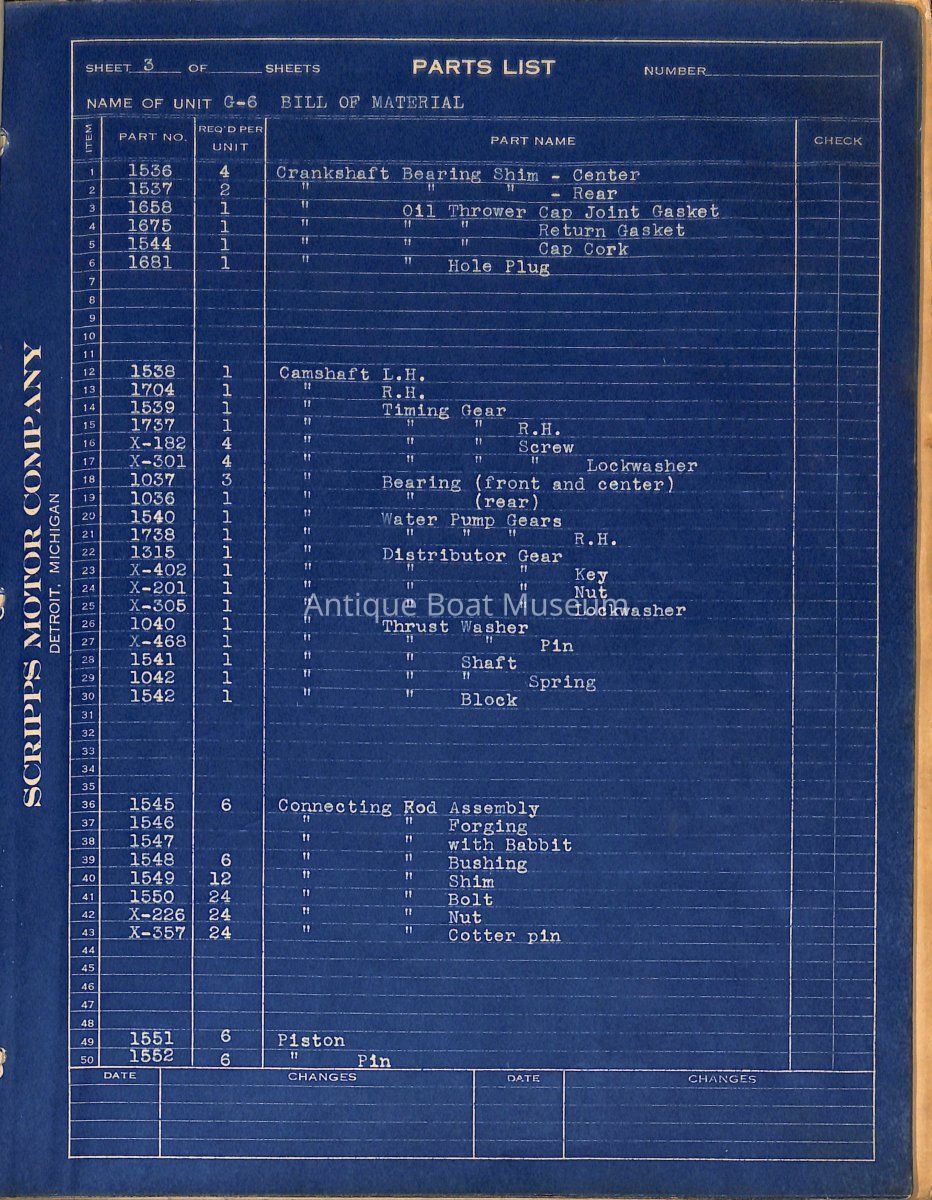 SHEET 3 OF SHEETS PARTS LIST NUMBER
NAME OF UNIT G-6 BILL OF MATERIAL
ITEM PART NO. REQ'D PER UNIT PART NAME CHECK
1 1536 4 Crankshaft Bearing Shim - Center
2 1537 2 " " " - Rear
3 1658 1 " Oil Thrower Cap Joint Gasket
4 1675 1 " " " Return Gasket
5 1544 1 " " " Cap Cork
6 1681 1 " " Hole Plug
7
8
9
10
11
12 1538 1 Camshaft L.H.
13 1704 1 " R.H.
14 1539 1 " Timing Gear
15 1737 1 " " " R.H.
16 X-182 4 " " " Screw
17 X-301 4 " " " " Lockwasher
18 1037 3 " Bearing (front and center)
19 1036 1 " " (rear)
20 1540 1 " Water Pump Gears
21 1738 1 " " " " R.H.
22 1315 1 " Distributor Gear
23 X-402 1 " " " Key
24 X-201 1 " " " Nut
25 X-305 1 " " " Lockwasher
26 1040 1 " Thrust Washer
27 X-468 1 " " " Pin
28 1541 1 " " Shaft
29 1042 1 " " " Spring
30 1542 1 " " Block
31
32
33
34
35
36 1545 6 Connecting Rod Assembly
37 1546 " " Forging
38 1547 " " with Babbit
39 1548 6 " " Bushing
40 1549 12 " " Shim
41 1550 24 " " Bolt
42 X-226 24 " " Nut
43 X-357 24 " " Cotter pin
44
45
46
47
48
49 1551 6 Piston
50 1552 6 " Pin
DATE CHANGES DATE CHANGES
SCRIPPS MOTOR COMPANY
DETROIT, MICHIGAN
Antique Boat Museum